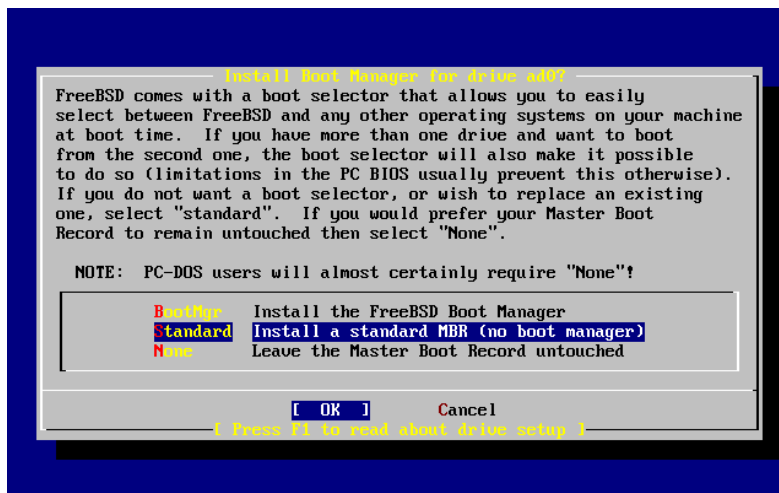 Install Boot Manager for drive ad0?
FreeBSD comes with a boot selector that allows you to easily
select between FreeBSD and any other operating systems on your machine
at boot time.  If you have more than one drive and want to boot
from the second one, the boot selector will also make it possible
to do so (limitations in the PC BIOS usually prevent this otherwise).
If you do not want a boot selector, or wish to replace an existing
one, select "standard".  If you would prefer your Master Boot
Record to remain untouched then select "None".
NOTE:  PC-DOS users will almost certainly require "None"!
BootMgr   Install the FreeBSD Boot Manager
Standard  Install a standard MBR (no boot manager)
None      Leave the Master Boot Record untouched
[  OK  ]       Cancel
[ Press F1 to read about drive setup ]